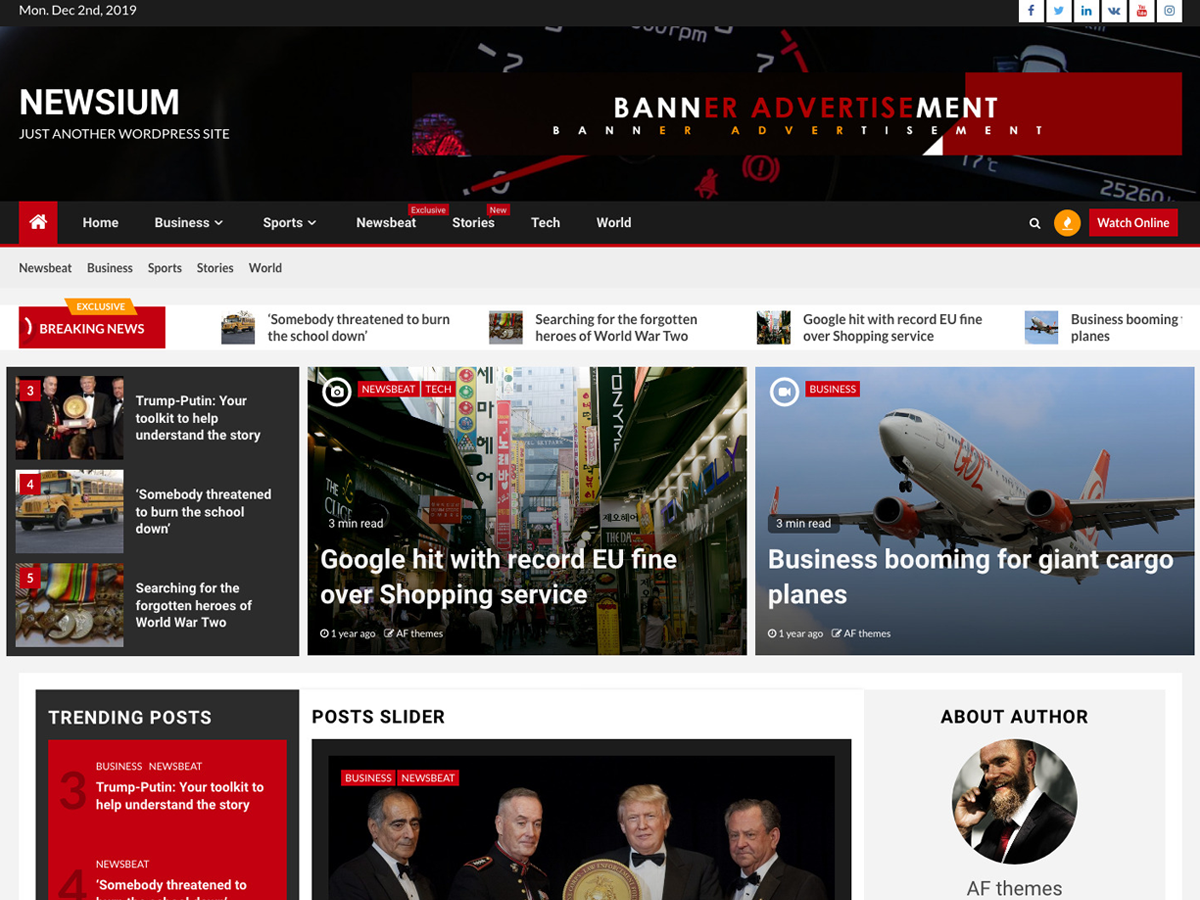 Mon. Dec 2nd, 2019
NEWSIUM
JUST ANOTHER WORDPRESS SITE
BANNER ADVERTISEMENT
BANNER ADVERTISEMENT
Exclusive
New
Home
Business
Sports
Newsbeat
Stories
Tech
World
Watch Online
Newsbeat
Business
Sports
Stories
World
EXCLUSIVE
BREAKING NEWS
‘Somebody threatened to burn
the school down’
Searching for the forgotten
heroes of World War Two
Google hit with record EU fine
over Shopping service
Business booming
planes
3
Trump-Putin: Your
toolkit to help
understand the story
4
‘Somebody threatened
to burn the school
down’
5
Searching for the
forgotten heroes of
World War Two
NEWSBEAT
TECH
3 min read
Google hit with record EU fine
over Shopping service
1 year ago
AF themes
BUSINESS
GOL
3 min read
Business booming for giant cargo
planes
1 year ago
AF themes
TRENDING POSTS
3
BUSINESS NEWSBEAT
Trump-Putin: Your toolkit to
help understand the story
4
NEWSBEAT
‘Somebody threatened to
burn the school down’
POSTS SLIDER
BUSINESS
NEWSBEAT
ABOUT AUTHOR
AF themes